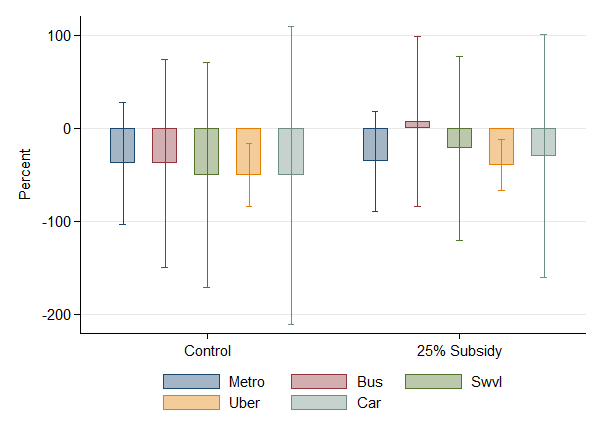 100
0
-100
-200
Percent
Control 25% Subsidy
Metro Bus Swvl
Uber Car